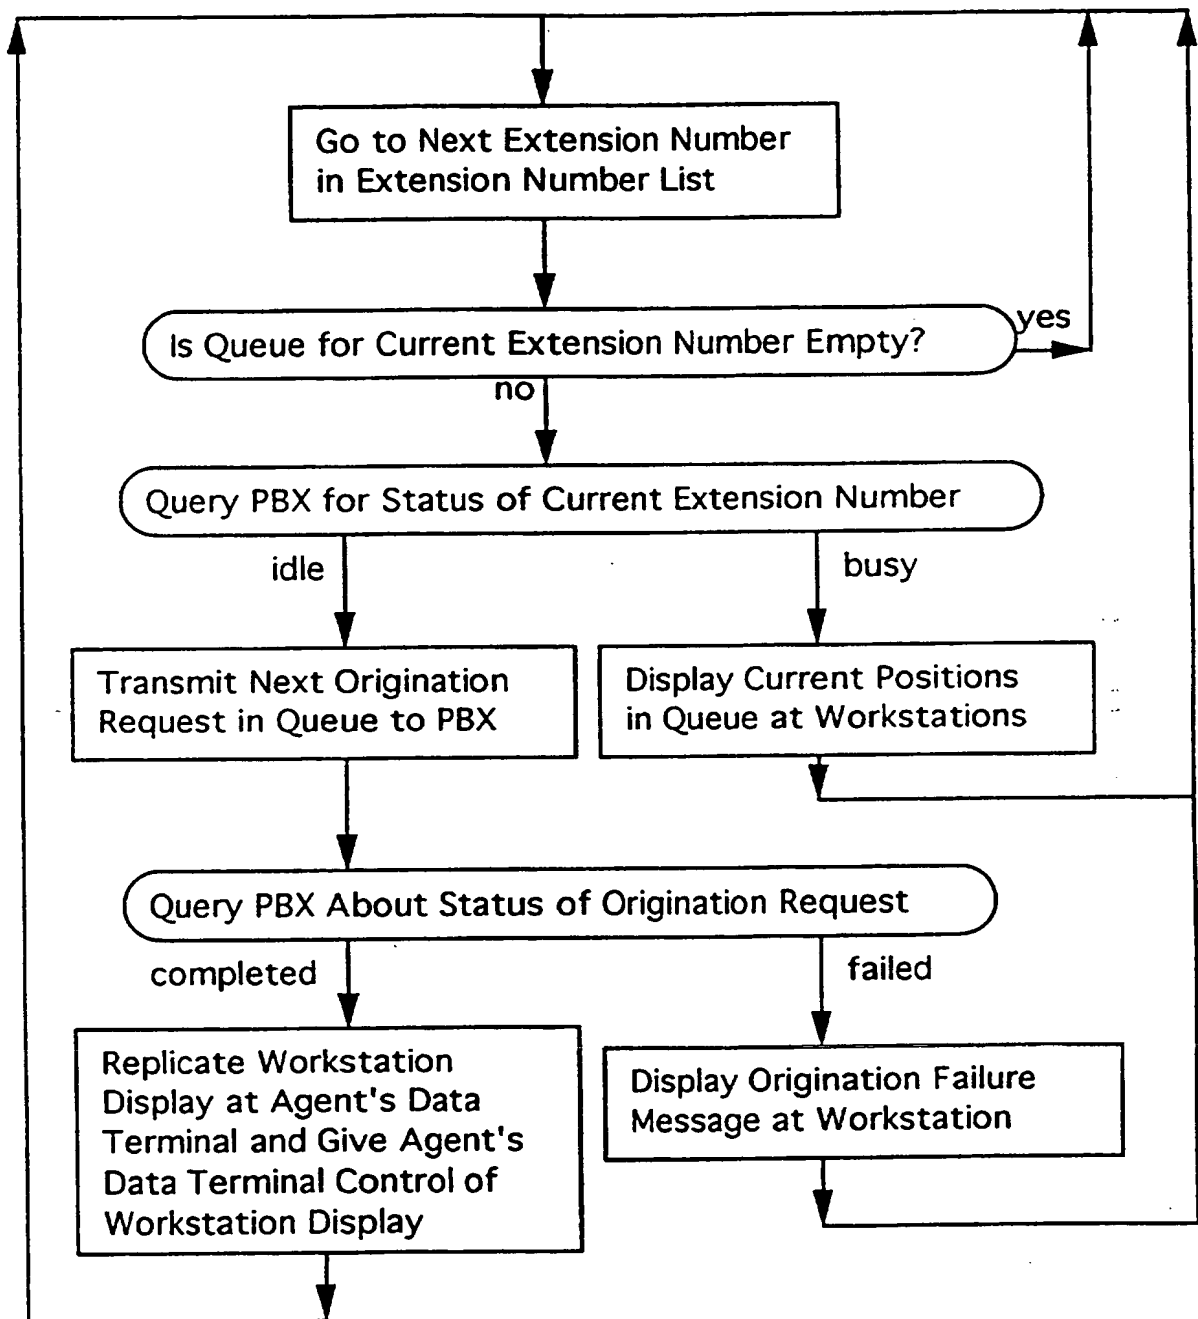 Go to Next Extension Number
in Extension Number List
Is Queue for Current Extension Number Empty?
yes
no
Query PBX for Status of Current Extension Number
idle
busy
Transmit Next Origination
Request in Queue to PBX
Display Current Positions
in Queue at Workstations
Query PBX About Status of Origination Request
completed
failed
Replicate Workstation
Display at Agent's Data
Terminal and Give Agent's
Data Terminal Control of
Workstation Display
Display Origination Failure
Message at Workstation